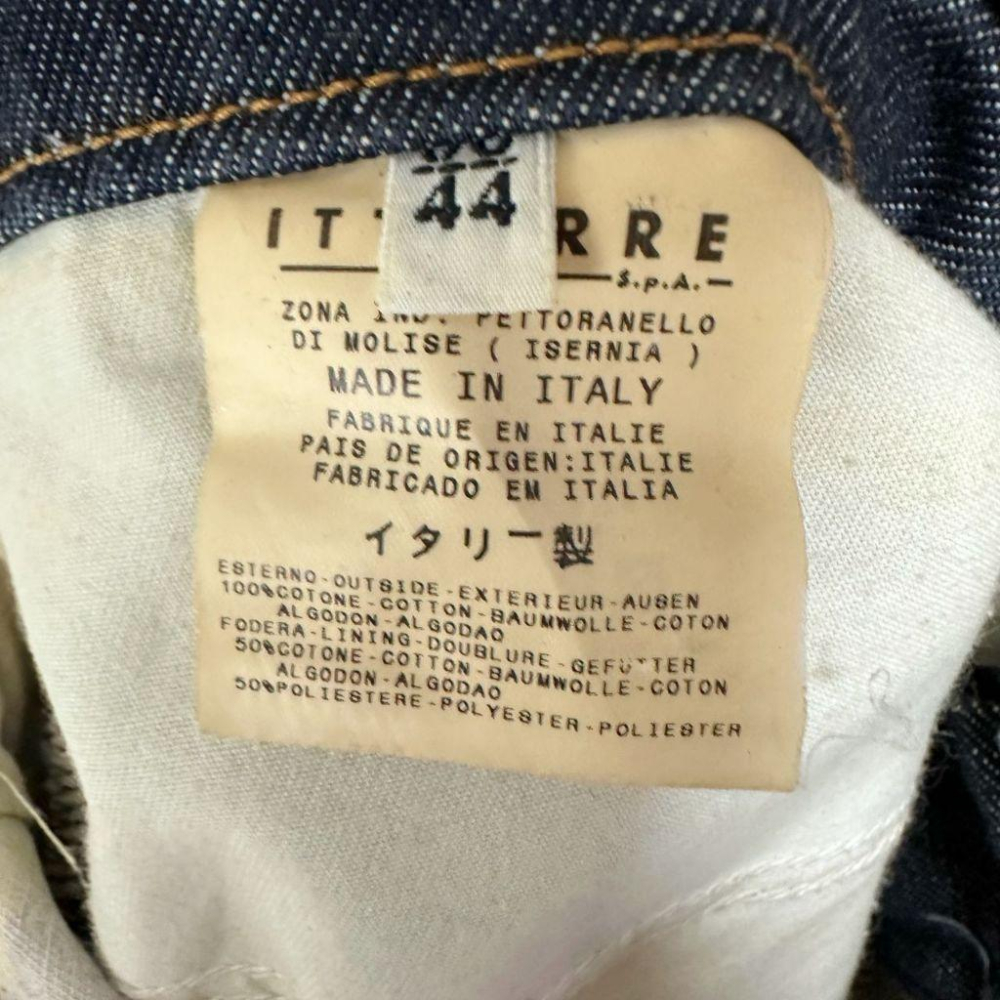 44
IT RRE
S.p.A.
ZONA IND. PETTORANELLO
DI MOLISE ( ISERNIA )
MADE IN ITALY
FABRIQUE EN ITALIE
PAIS DE ORIGEN:ITALIE
FABRICADO EM ITALIA
イタリー製
ESTERNO-OUTSIDE-EXTERIEUR-AUBEN
100%COTONE-COTTON-BAUMWOLLE-COTON
ALGODON-ALGODAO
FODERA-LINING-DOUBLURE-GEFUTTER
50%COTONE-COTTON-BAUMWOLLE-COTON
ALGODON-ALGODAO
50%POLIESTERE-POLYESTER-POLIESTER